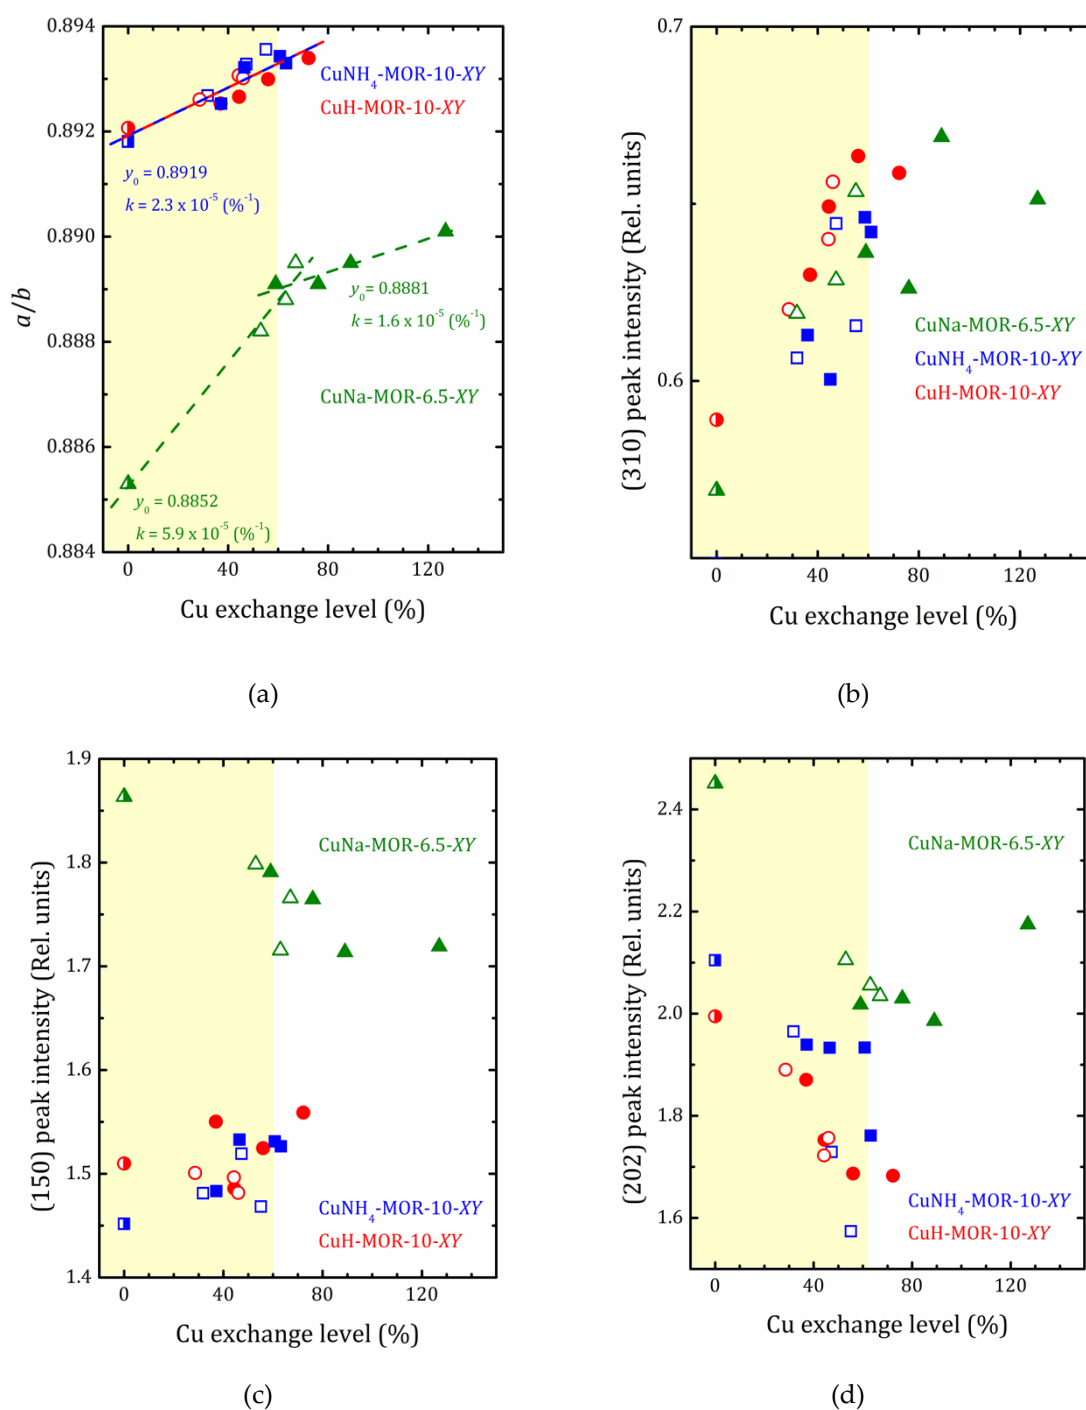 0.894
0.892
0.890
0.888
0.886
0.884
a/b
CuNH4-MOR-10-XY
CuH-MOR-10-XY
y0 = 0.8919
k = 2.3 x 10-5 (%-1)
y0 = 0.8881
k = 1.6 x 10-5 (%-1)
CuNa-MOR-6.5-XY
y0 = 0.8852
k = 5.9 x 10-5 (%-1)
0 40 80 120
Cu exchange level (%)
(a)
0.7
0.6
(310) peak intensity (Rel. units)
CuNa-MOR-6.5-XY
CuNH4-MOR-10-XY
CuH-MOR-10-XY
0 40 80 120
Cu exchange level (%)
(b)
1.9
1.8
1.7
1.6
1.5
1.4
(150) peak intensity (Rel. units)
CuNa-MOR-6.5-XY
CuNH4-MOR-10-XY
CuH-MOR-10-XY
0 40 80 120
Cu exchange level (%)
(c)
2.4
2.2
2.0
1.8
1.6
(202) peak intensity (Rel. units)
CuNa-MOR-6.5-XY
CuNH4-MOR-10-XY
CuH-MOR-10-XY
0 40 80 120
Cu exchange level (%)
(d)